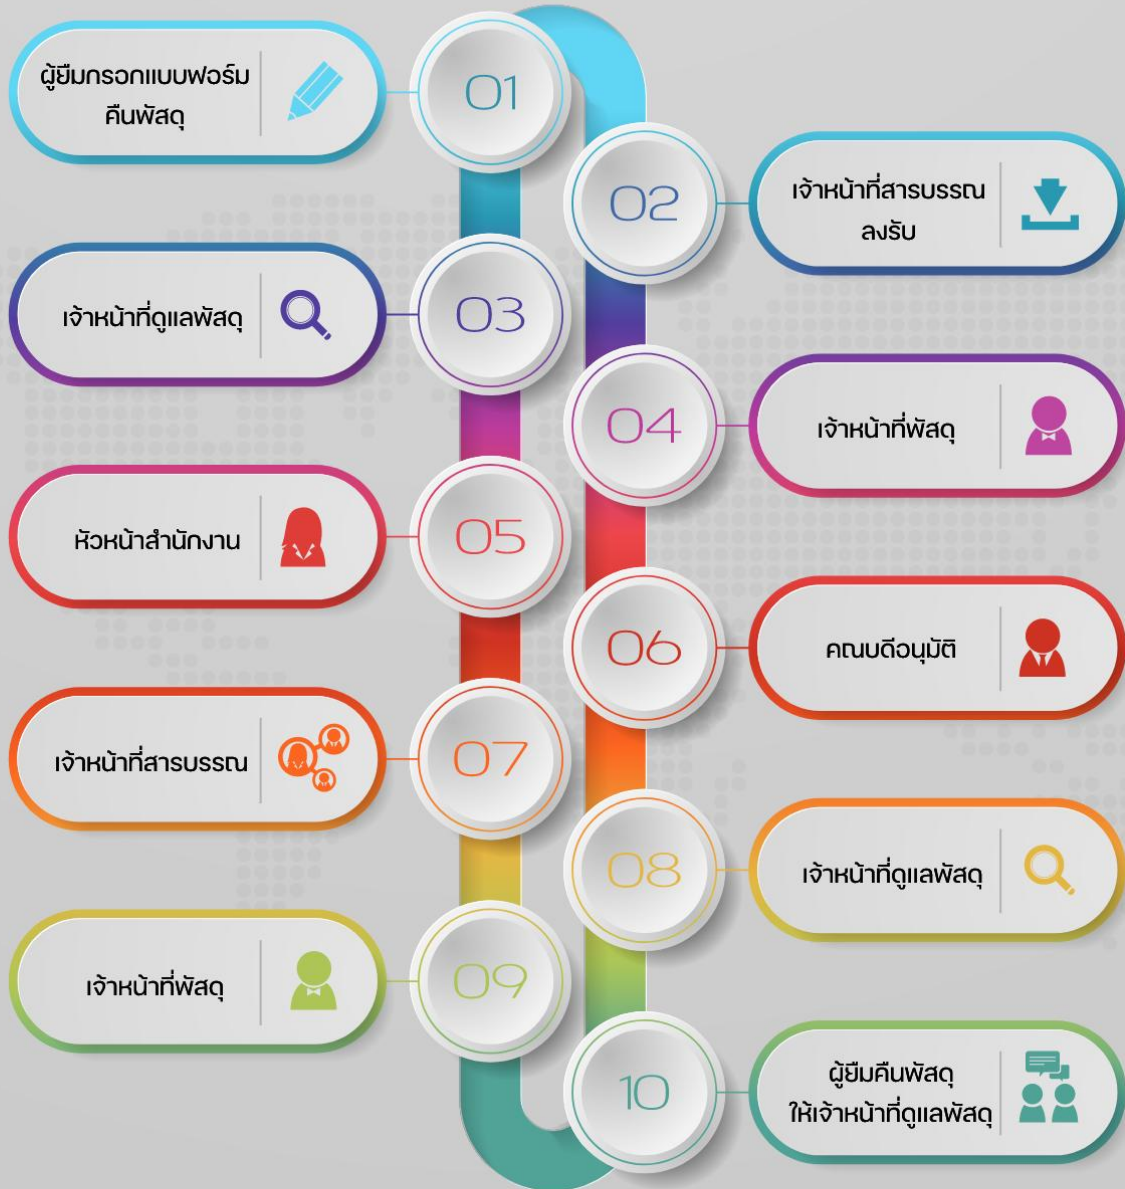 ผู้ยืมกรอกแบบฟอร์ม
คืนพัสดุ
01
02
เจ้าหน้าที่สารบรรณ
ลงรับ
เจ้าหน้าที่ดูแลพัสดุ
03
04
เจ้าหน้าที่พัสดุ
หัวหน้าสำนักงาน
05
06
คณบดีอนุมัติ
เจ้าหน้าที่สารบรรณ
07
08
เจ้าหน้าที่ดูแลพัสดุ
เจ้าหน้าที่พัสดุ
09
10
ผู้ยืมคืนพัสดุ
ให้เจ้าหน้าที่ดูแลพัสดุ